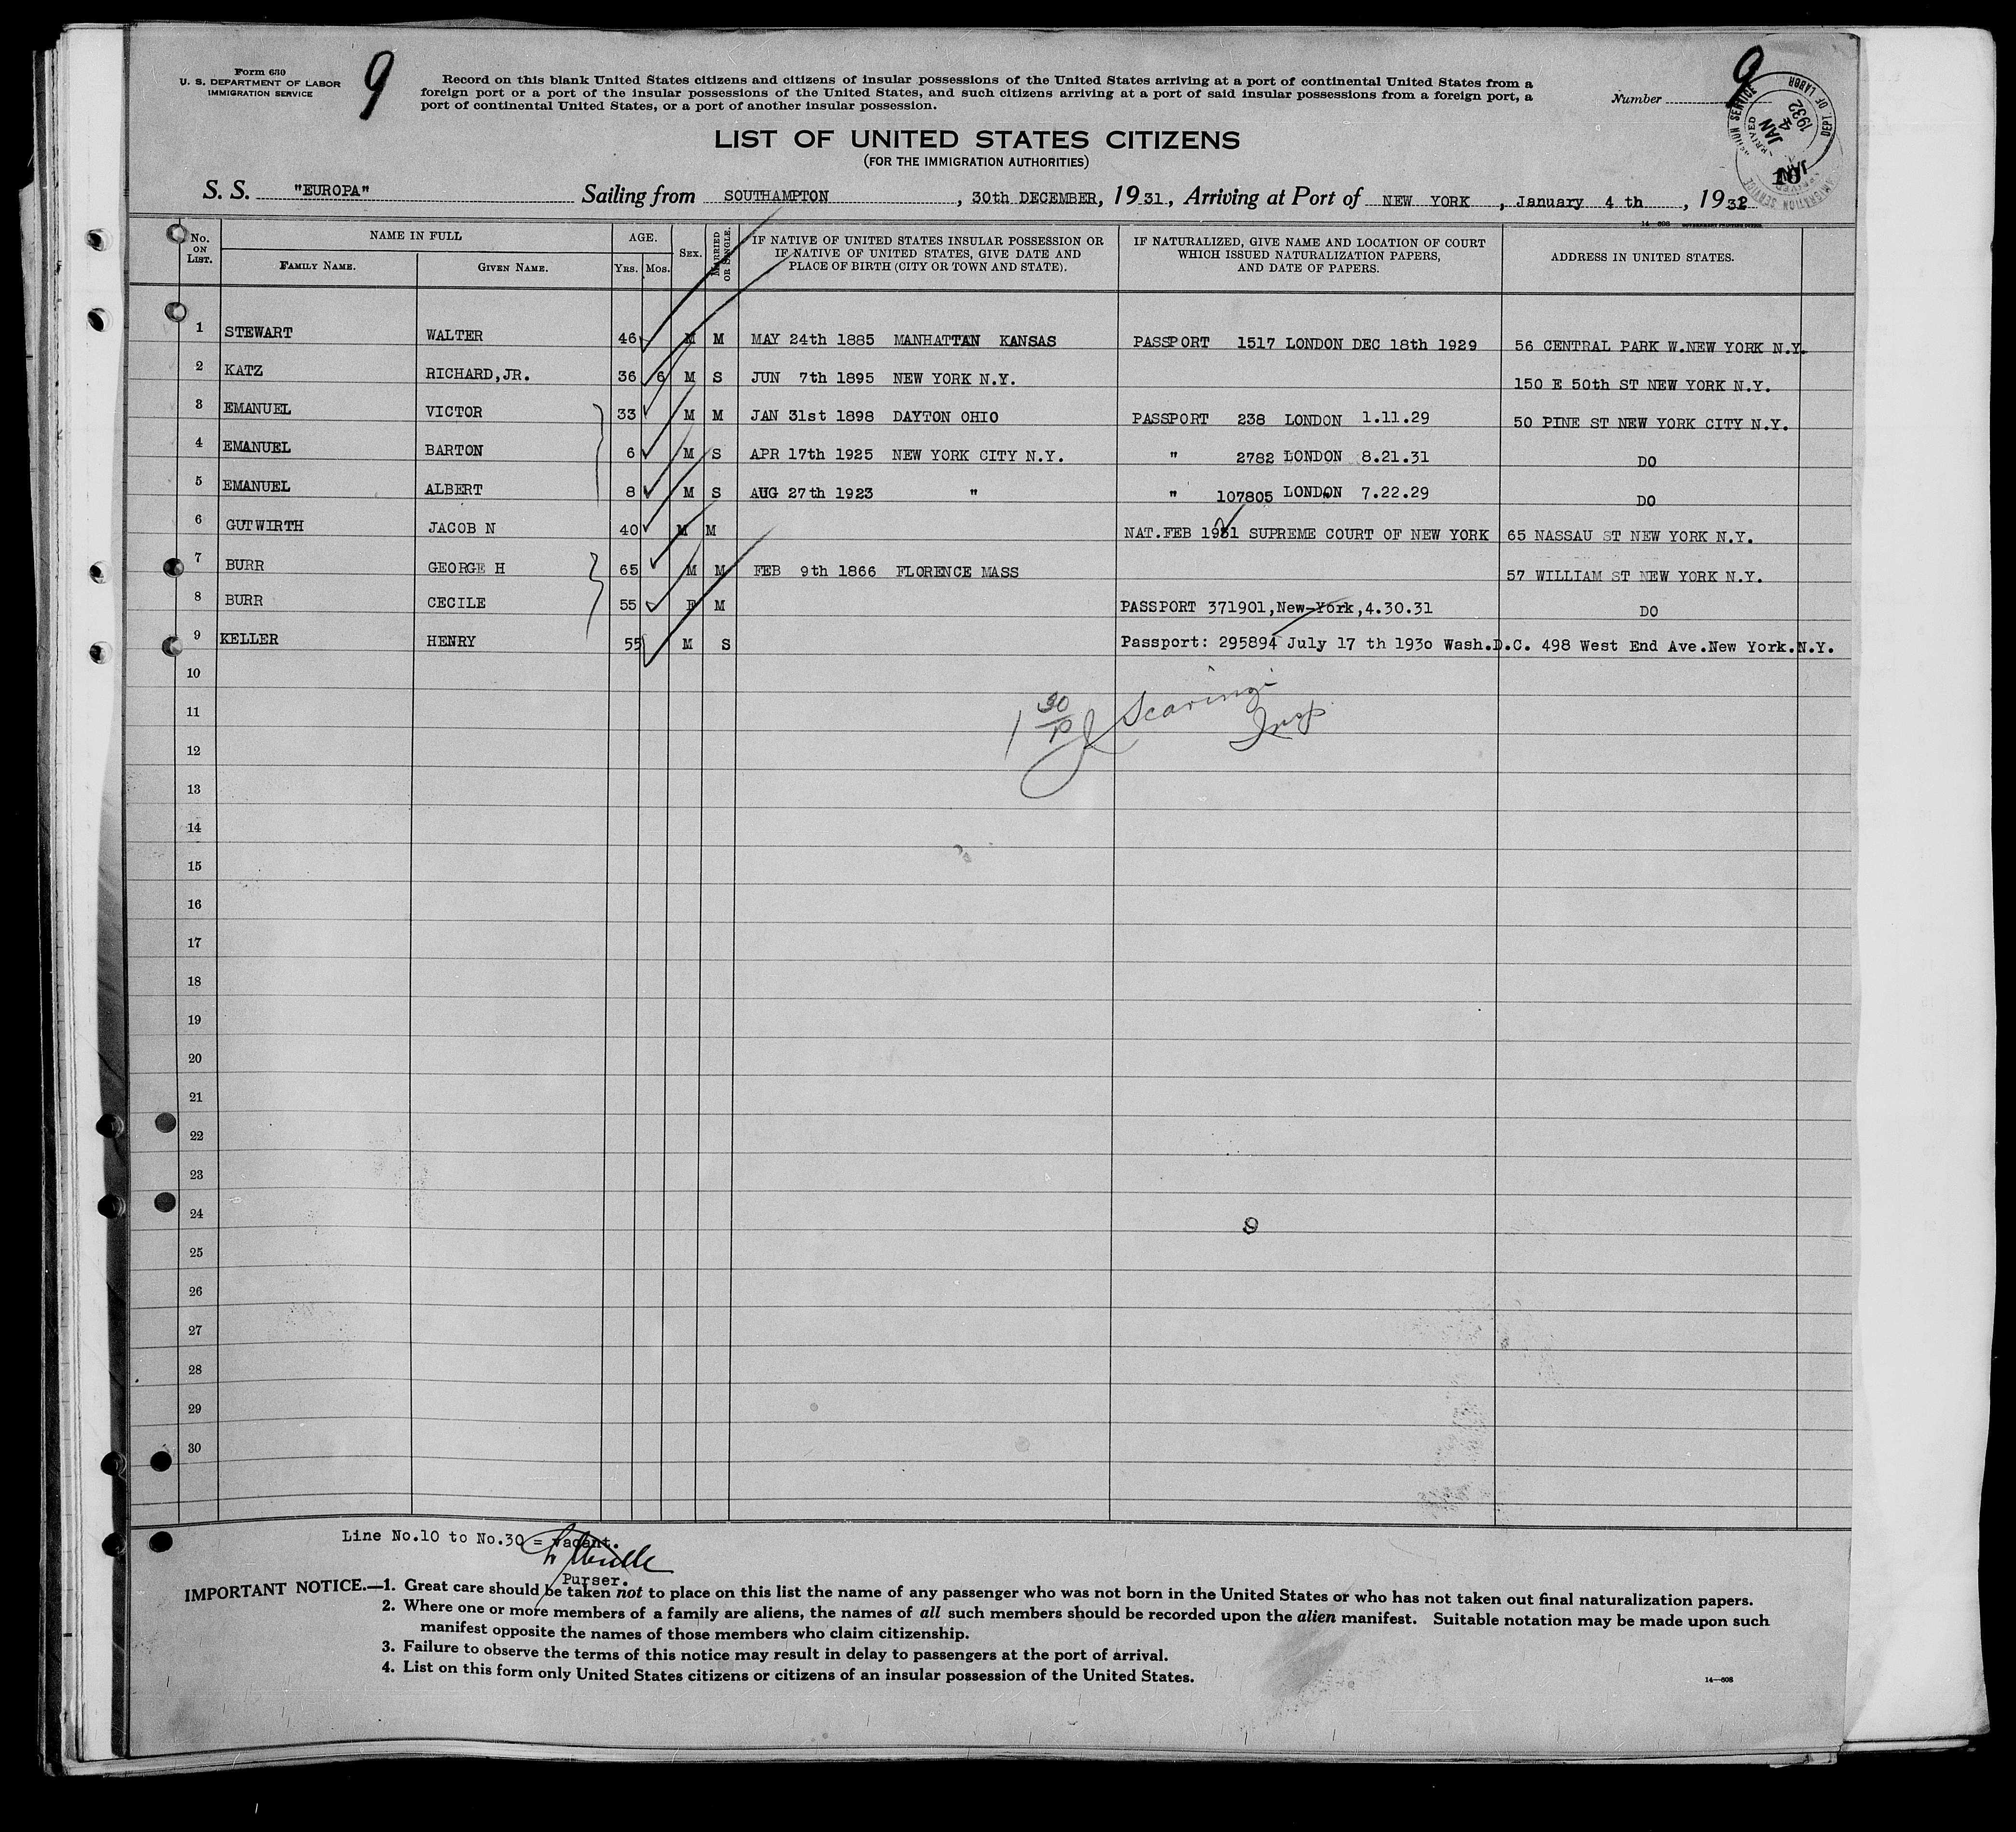 Form 630
U. S. DEPARTMENT OF LABOR
IMMIGRATION SERVICE
9
Record on this blank United States citizens and citizens of insular possessions of the United States arriving at a port of continental United States from a
foreign port or a port of the insular possessions of the United States, and such citizens arriving at a port of said insular possessions from a foreign port, a
port of continental United States, or a port of another insular possession.
Number 9
DEPT. OF LABOR
JAN 4 1932
LIST OF UNITED STATES CITIZENS
(FOR THE IMMIGRATION AUTHORITIES)
S. S. "EUROPA" Sailing from SOUTHAMPTON, 30th DECEMBER, 1931, Arriving at Port of NEW YORK, January 4 th, 1932
14—608 GOVERNMENT PRINTING OFFICE
No. ON LIST. NAME IN FULL FAMILY NAME. GIVEN NAME. AGE. YRS. MOS. SEX. MARRIED OR SINGLE. IF NATIVE OF UNITED STATES INSULAR POSSESSION OR IF NATIVE OF UNITED STATES, GIVE DATE AND PLACE OF BIRTH (CITY OR TOWN AND STATE). IF NATURALIZED, GIVE NAME AND LOCATION OF COURT WHICH ISSUED NATURALIZATION PAPERS, AND DATE OF PAPERS. ADDRESS IN UNITED STATES.
1 STEWART WALTER 46 M M MAY 24th 1885 MANHATTAN KANSAS PASSPORT 1517 LONDON DEC 18th 1929 56 CENTRAL PARK W.NEW YORK N.Y.
2 KATZ RICHARD,JR. 36 6 M S JUN 7th 1895 NEW YORK N.Y. 150 E 50th ST NEW YORK N.Y.
3 EMANUEL VICTOR 33 M M JAN 31st 1898 DAYTON OHIO PASSPORT 238 LONDON 1.11.29 50 PINE ST NEW YORK CITY N.Y.
4 EMANUEL BARTON 6 M S APR 17th 1925 NEW YORK CITY N.Y. " 2782 LONDON 8.21.31 DO
5 EMANUEL ALBERT 8 M S AUG 27th 1923 " " 107805 LONDON 7.22.29 DO
6 GUTWIRTH JACOB N 40 M M NAT.FEB 1931 SUPREME COURT OF NEW YORK 65 NASSAU ST NEW YORK N.Y.
7 BURR GEORGE H 65 M M FEB 9th 1866 FLORENCE MASS 57 WILLIAM ST NEW YORK N.Y.
8 BURR CECILE 55 F M PASSPORT 371901,New-York,4.30.31 DO
9 KELLER HENRY 55 M S Passport: 295894 July 17 th 1930 Wash.D.C. 498 West End Ave.New York.N.Y.
10
11
12
13
14
15
16
17
18
19
20
21
22
23
24
25
26
27
28
29
30
1 30/P
Insp
9
Line No.10 to No.30 = vacant.
Purser.
IMPORTANT NOTICE.—1. Great care should be taken not to place on this list the name of any passenger who was not born in the United States or who has not taken out final naturalization papers.
2. Where one or more members of a family are aliens, the names of all such members should be recorded upon the alien manifest. Suitable notation may be made upon such
manifest opposite the names of those members who claim citizenship.
3. Failure to observe the terms of this notice may result in delay to passengers at the port of arrival.
4. List on this form only United States citizens or citizens of an insular possession of the United States.
14—608